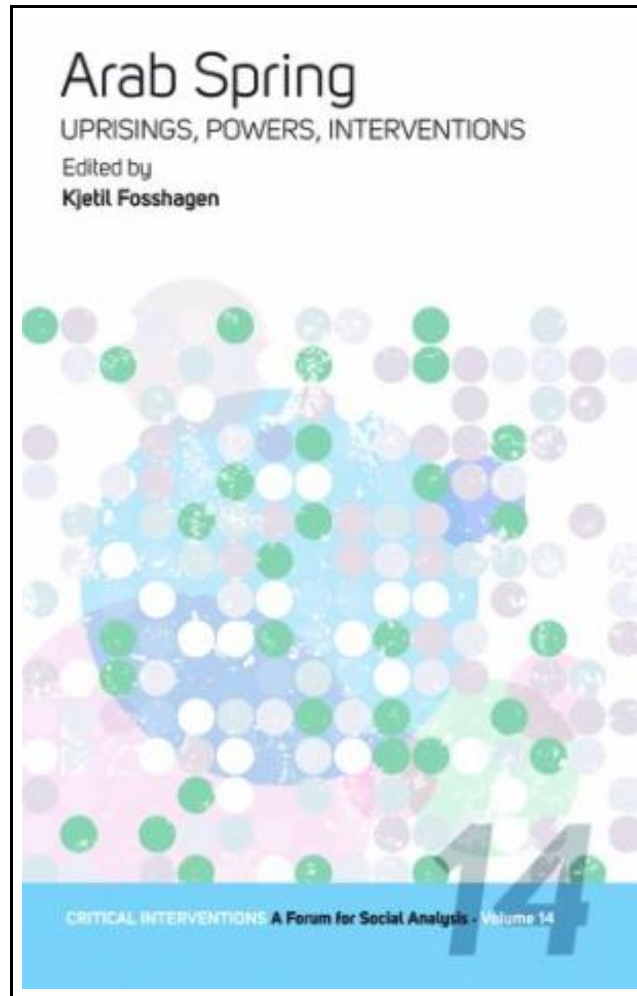 Arab Spring
UPRISINGS, POWERS, INTERVENTIONS
Edited by
Kjetil Fosshagen
14
CRITICAL INTERVENTIONS A Forum for Social Analysis - Volume 14